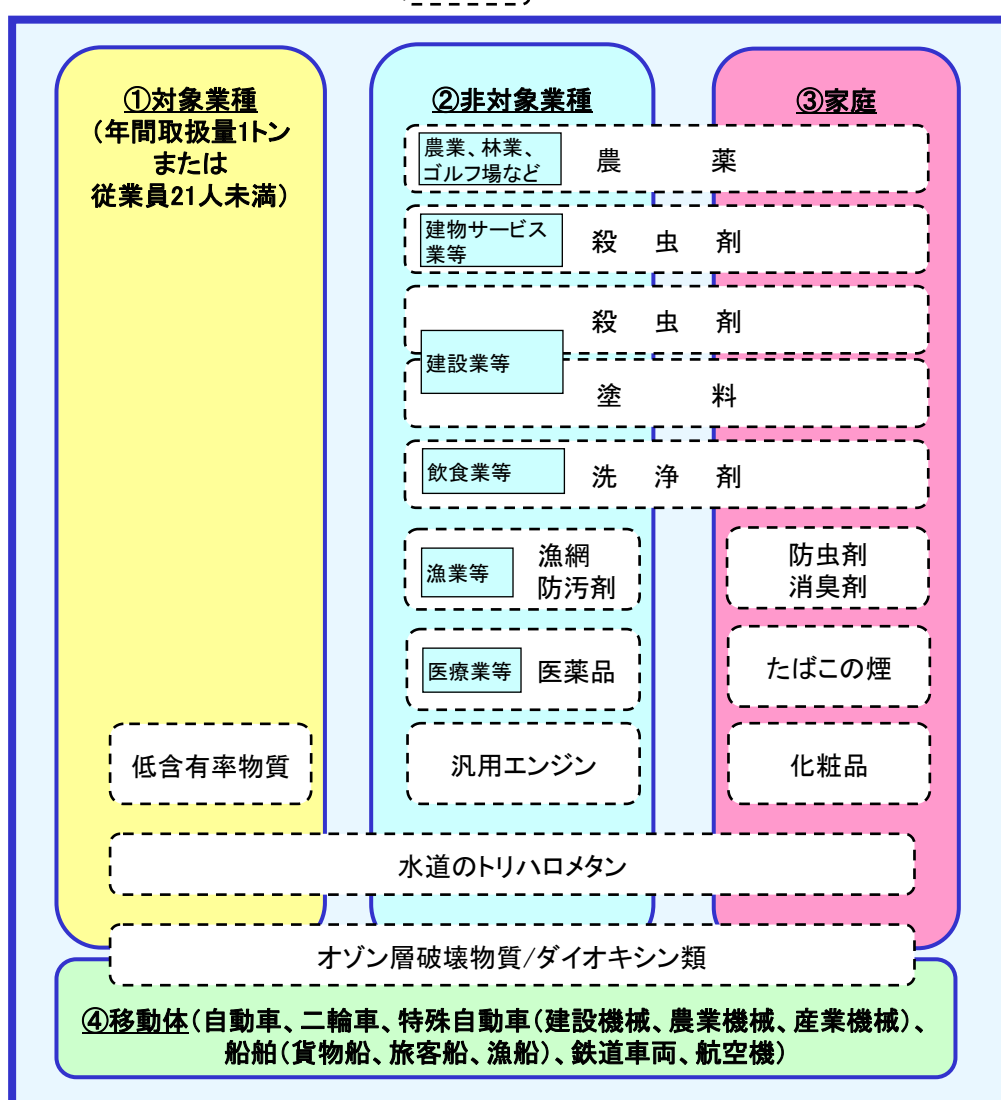 ①対象業種
（年間取扱量1トン
または
従業員21人未満）
②非対象業種
③家庭
農業、林業、
ゴルフ場など
農　薬
建物サービス
業等
殺　虫　剤
殺　虫　剤
建設業等
塗　料
飲食業等
洗　浄　剤
漁業等
漁網
防汚剤
防虫剤
消臭剤
医療業等
医薬品
たばこの煙
低含有率物質
汎用エンジン
化粧品
水道のトリハロメタン
オゾン層破壊物質/ダイオキシン類
④移動体（自動車、二輪車、特殊自動車（建設機械、農業機械、産業機械）、
船舶（貨物船、旅客船、漁船）、鉄道車両、航空機）